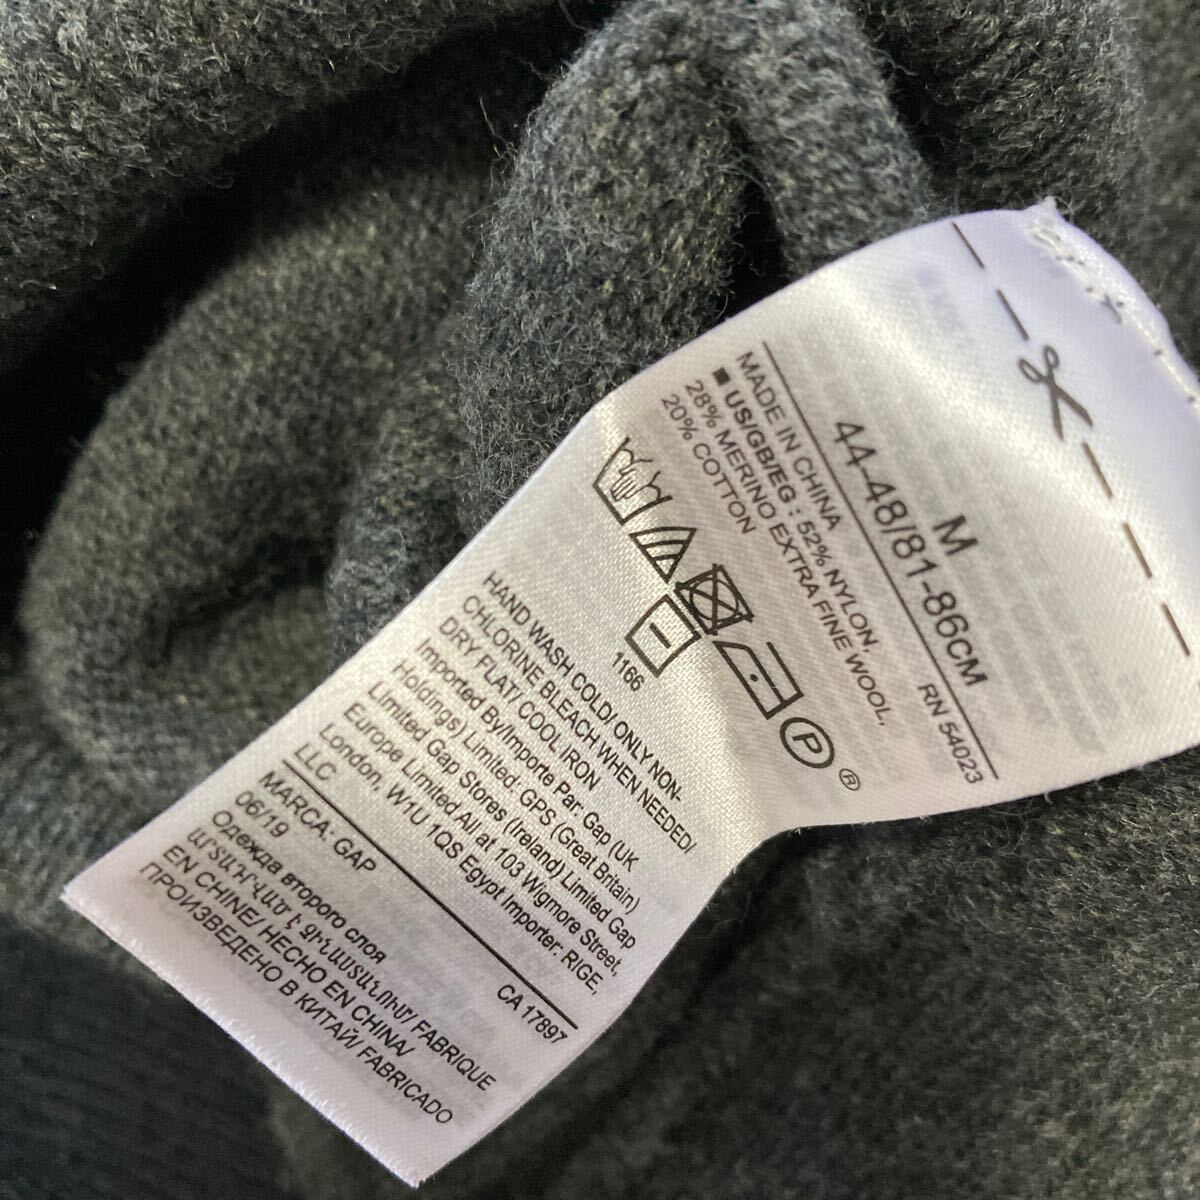 M
44-48/81-86CM
RN 54023
MADE IN CHINA
■ US/GB/EG : 52% NYLON,
28% MERINO EXTRA FINE WOOL,
20% COTTON
P
®
1166
HAND WASH COLD/ ONLY NON-
CHLORINE BLEACH WHEN NEEDED/
DRY FLAT/ COOL IRON
Imported By/Importe Par: Gap (UK
Holdings) Limited. GPS (Great Britain)
Limited Gap Stores (Ireland) Limited Gap
Europe Limited All at 103 Wigmore Street,
London, W1U 1QS Egypt Importer: RIGE,
LLC
CA 17897
MARCA: GAP
06/19
Одежда второго слоя
ԱՐՏԱԴՐՎԱԾ Է ՉԻՆԱՍՏԱՆՈՒՄ/ FABRIQUE
EN CHINE/ HECHO EN CHINA/
ПРОИЗВЕДЕНО В КИТАЙ/ FABRICADO